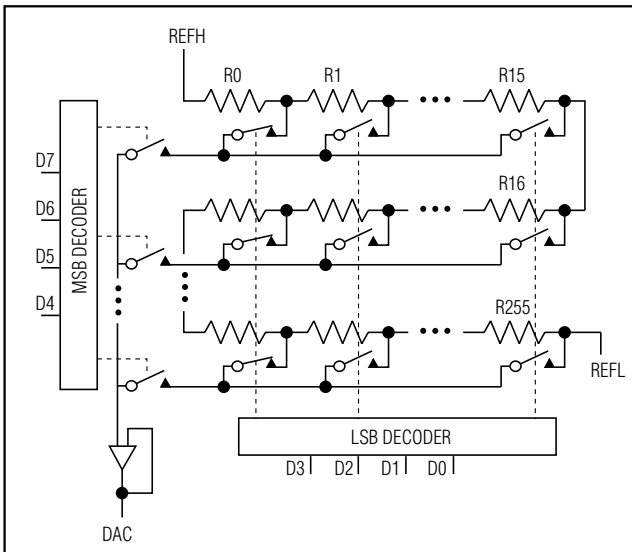 REFH
R0
R1
R15
D7
D6
D5
D4
MSB DECODER
R16
R255
REFL
LSB DECODER
D3
D2
D1
D0
DAC